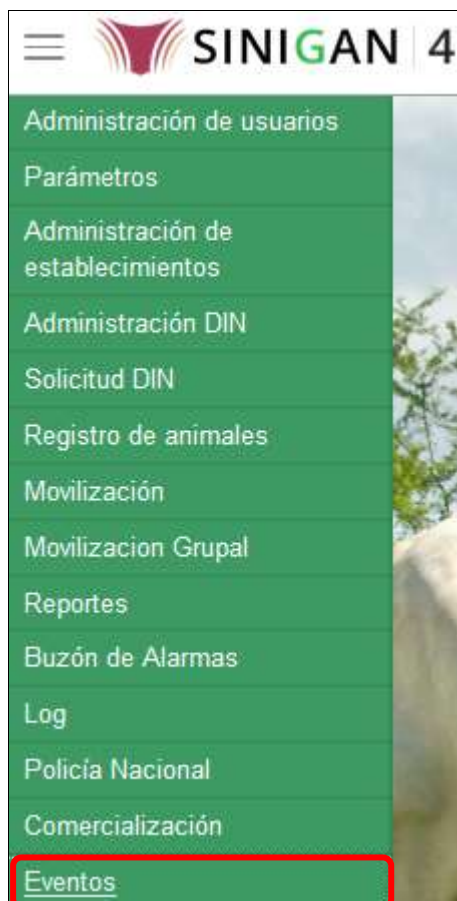 SINIGAN 4
Administración de usuarios
Parámetros
Administración de
establecimientos
Administración DIN
Solicitud DIN
Registro de animales
Movilización
Movilizacion Grupal
Reportes
Buzón de Alarmas
Log
Policía Nacional
Comercialización
Eventos